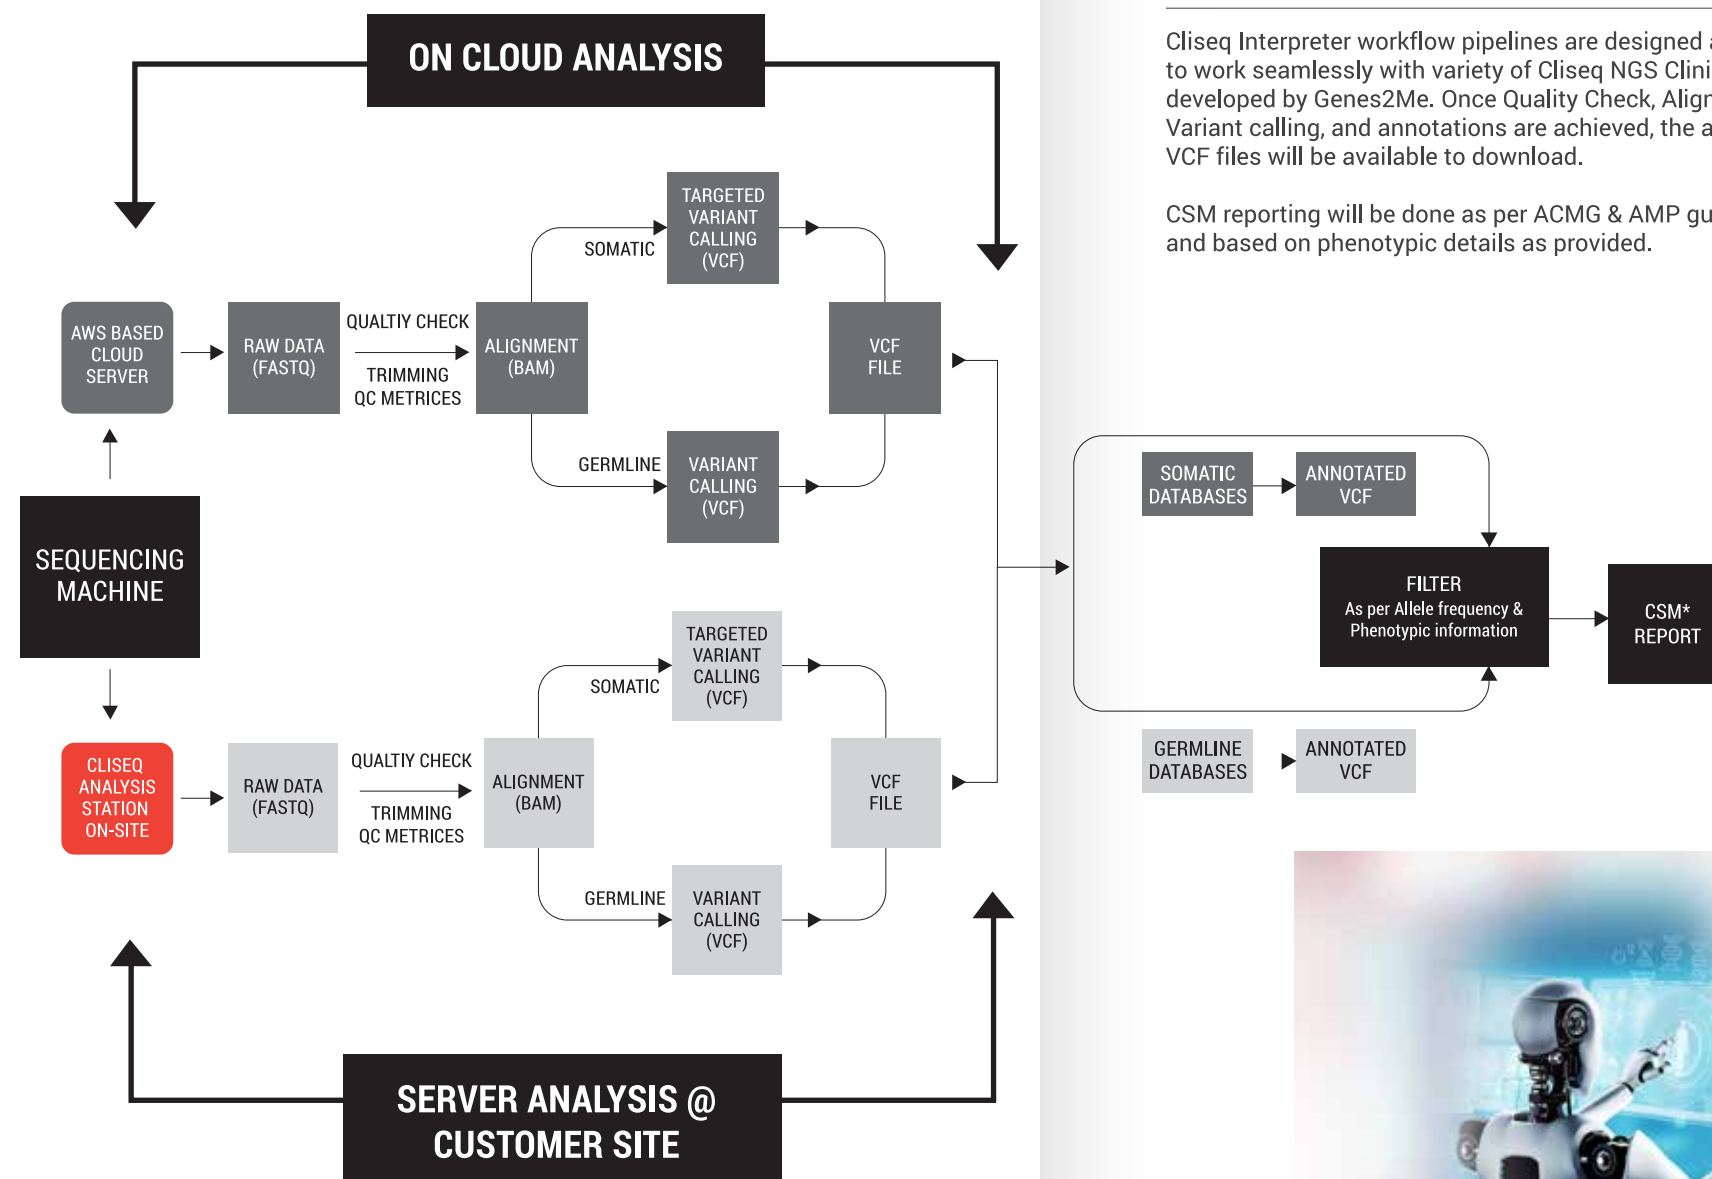 ON CLOUD ANALYSIS
Cliseq Interpreter workflow pipelines are designed
to work seamlessly with variety of Cliseq NGS
developed by Genes2Me. Once Quality Check,
Variant calling, and annotations are achieved, the
VCF files will be available to download.
CSM reporting will be done as per ACMG & AMP
and based on phenotypic details as provided.
TARGETED
VARIANT
CALLING
(VCF)
SOMATIC
AWS BASED
CLOUD
SERVER
RAW DATA
(FASTQ)
QUALTIY CHECK
TRIMMING
QC METRICES
ALIGNMENT
(BAM)
VCF
FILE
GERMLINE
VARIANT
CALLING
(VCF)
SEQUENCING
MACHINE
SOMATIC
DATABASES
ANNOTATED
VCF
FILTER
As per Allele frequency &
Phenotypic information
CSM*
REPORT
GERMLINE
DATABASES
ANNOTATED
VCF
TARGETED
VARIANT
CALLING
(VCF)
SOMATIC
CLISEQ
ANALYSIS
STATION
ON-SITE
RAW DATA
(FASTQ)
QUALTIY CHECK
TRIMMING
QC METRICES
ALIGNMENT
(BAM)
VCF
FILE
GERMLINE
VARIANT
CALLING
(VCF)
SERVER ANALYSIS @
CUSTOMER SITE